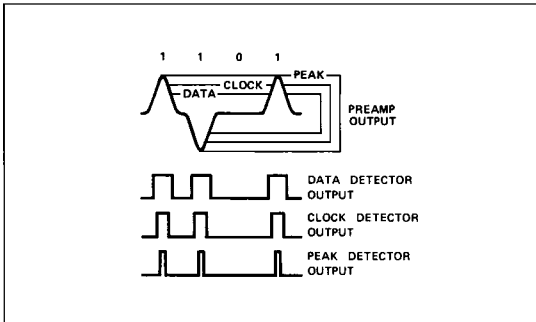 1 1 0 1
PEAK
CLOCK
DATA
PREAMP
OUTPUT
DATA DETECTOR
OUTPUT
CLOCK DETECTOR
OUTPUT
PEAK DETECTOR
OUTPUT